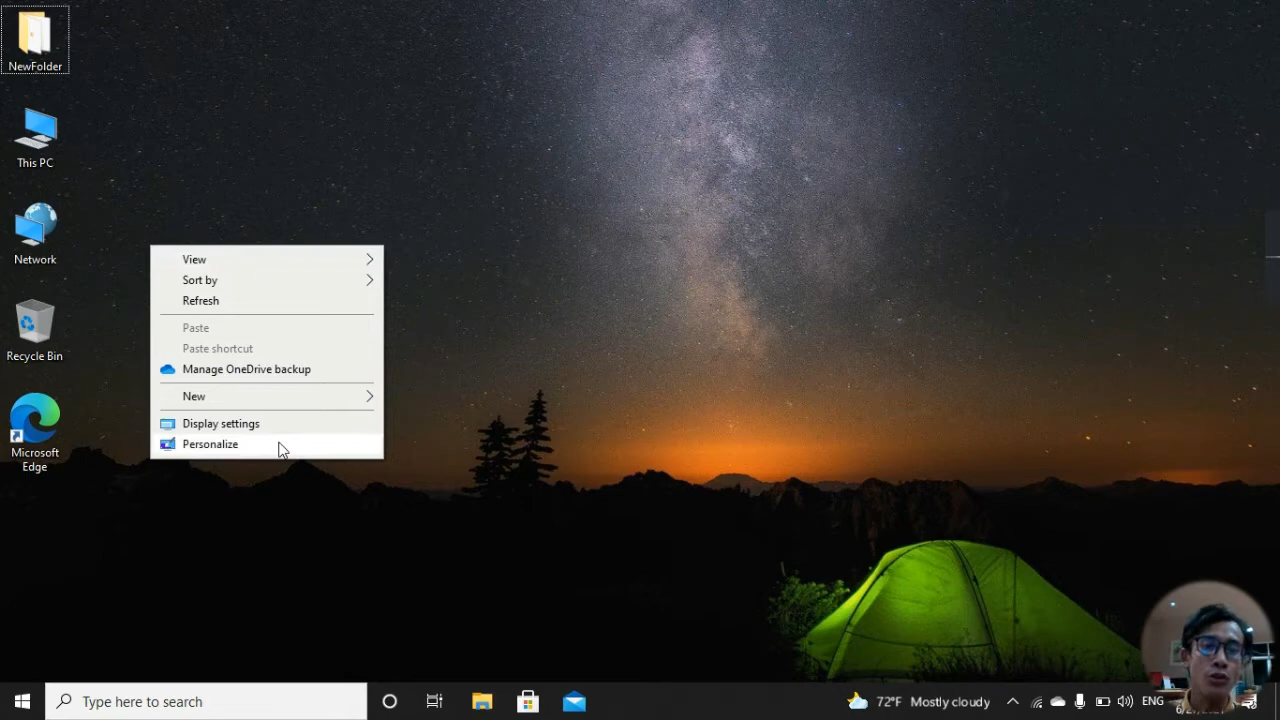 NewFolder
This PC
Network
Recycle Bin
Microsoft
Edge
View
Sort by
Refresh
Paste
Paste shortcut
Manage OneDrive backup
New
Display settings
Personalize
Type here to search
72°F Mostly cloudy
ENG